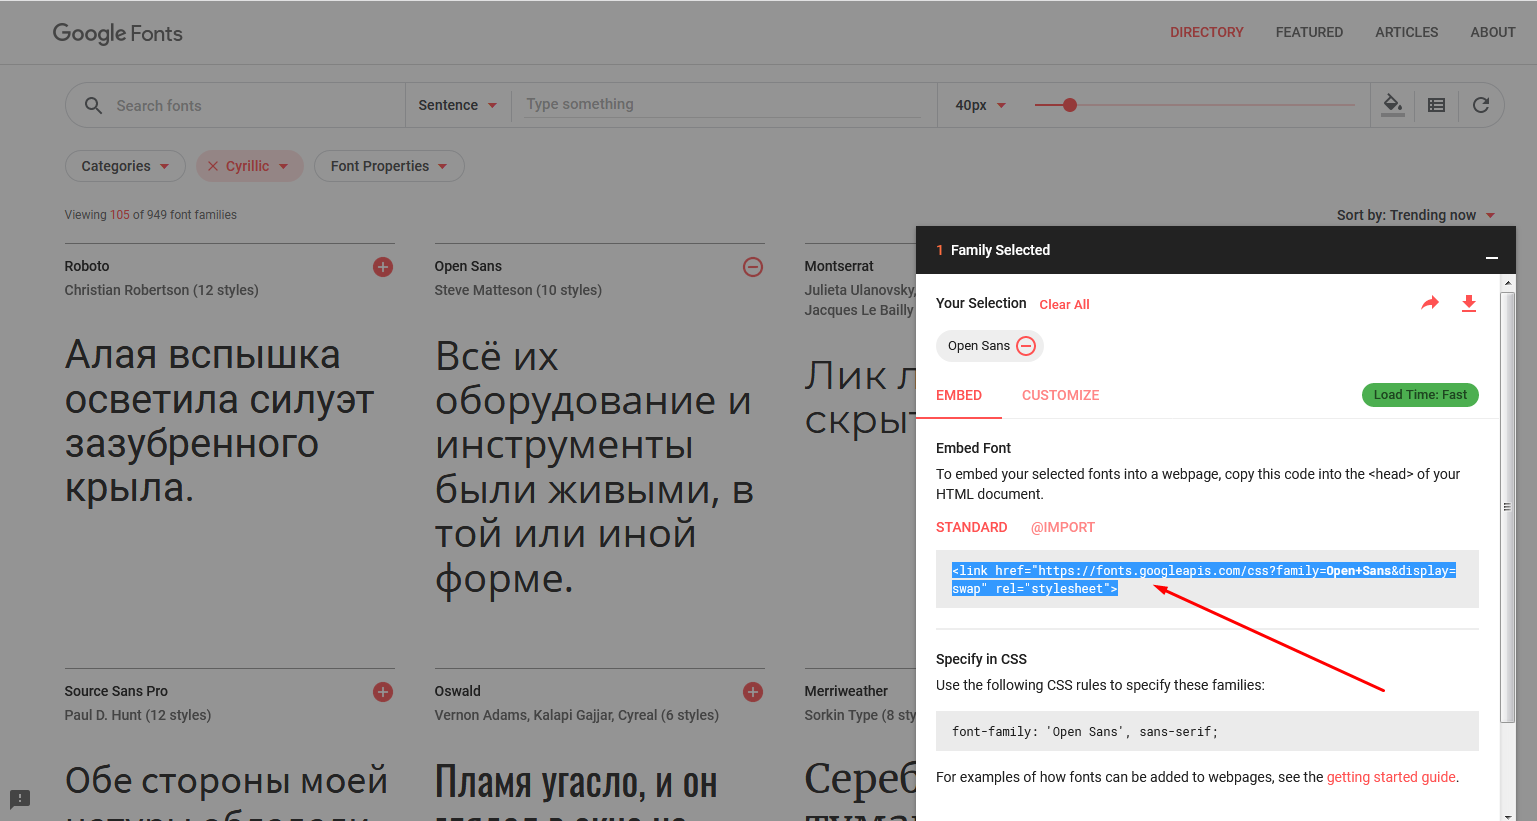 Google Fonts
DIRECTORY FEATURED ARTICLES ABOUT
Search fonts Sentence Type something 40px
Categories Cyrillic Font Properties
Viewing 105 of 949 font families
Sort by: Trending now
Roboto
Christian Robertson (12 styles)
Алая вспышка
осветила силуэт
зазубренного
крыла.
Open Sans
Steve Matteson (10 styles)
Всё их
оборудование и
инструменты
были живыми, в
той или иной
форме.
Montserrat
Julieta Ulanovsky,
Jacques Le Bailly
Лик
скры
Source Sans Pro
Paul D. Hunt (12 styles)
Обе стороны моей
натуры обладали
Oswald
Vernon Adams, Kalapi Gajjar, Cyreal (6 styles)
Пламя угасло, и он
глядел в окно на
Merriweather
Sorkin Type (8 sty
Сереб
тума
1 Family Selected
Your Selection Clear All
Open Sans
EMBED CUSTOMIZE Load Time: Fast
Embed Font
To embed your selected fonts into a webpage, copy this code into the <head> of your
HTML document.
STANDARD @IMPORT
<link href="https://fonts.googleapis.com/css?family=Open+Sans&display=
swap" rel="stylesheet">
Specify in CSS
Use the following CSS rules to specify these families:
font-family: 'Open Sans', sans-serif;
For examples of how fonts can be added to webpages, see the getting started guide.